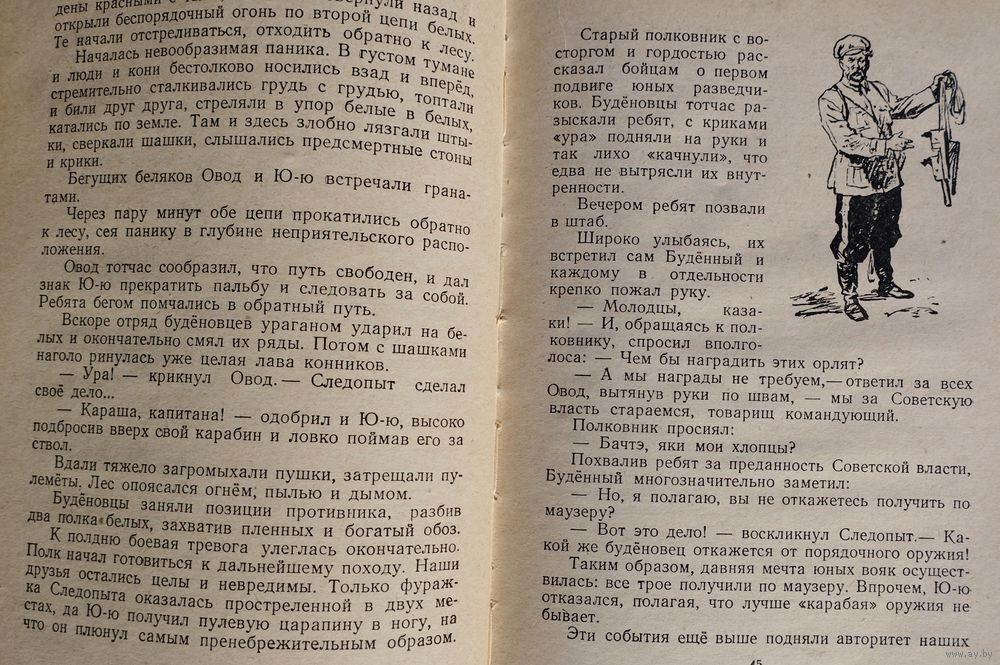 дены красными с
вернули назад и
открыли беспорядочный огонь по второй цепи белых.
Те начали отстреливаться, отходить обратно к лесу.
Началась невообразимая паника. В густом тумане
и люди и кони бестолково носились взад и вперёд,
стремительно сталкивались грудь с грудью, топтали
и били друг друга, стреляли в упор белые в белых,
катались по земле. Там и здесь злобно лязгали шты-
ки, сверкали шашки, слышались предсмертные стоны
и крики.
Бегущих беляков Овод и Ю-ю встречали грана-
тами.
Через пару минут обе цепи прокатились обратно
к лесу, сея панику в глубине неприятельского распо-
ложения.
Овод тотчас сообразил, что путь свободен, и дал
знак Ю-ю прекратить пальбу и следовать за собой.
Ребята бегом помчались в обратный путь.
Вскоре отряд будёновцев ураганом ударил на бе-
лых и окончательно смял их ряды. Потом с шашками
наголо ринулась уже целая лава конников.
— Ура! — крикнул Овод. — Следопыт сделал
своё дело...
— Караша, капитана! — одобрил и Ю-ю, высоко
подбросив вверх свой карабин и ловко поймав его за
ствол.
Вдали тяжело загромыхали пушки, затрещали пу-
лемёты. Лес опоясался огнём, пылью и дымом.
Будёновцы заняли позиции противника, разбив
два полка белых, захватив пленных и богатый обоз.
К полдню боевая тревога улеглась окончательно.
Полк начал готовиться к дальнейшему походу. Наши
друзья остались целы и невредимы. Только фураж-
ка Следопыта оказалась простреленной в двух ме-
стах, да Ю-ю получил пулевую царапину в ногу, на
что он плюнул самым пренебрежительным образом.
Старый полковник с во-
сторгом и гордостью рас-
сказал бойцам о первом
подвиге юных разведчи-
ков. Будёновцы тотчас ра-
зыскали ребят, с криками
«ура» подняли на руки и
так лихо «качнули», что
едва не вытрясли их внут-
ренности.
Вечером ребят позвали
в штаб.
Широко улыбаясь, их
встретил сам Будённый и
каждому в отдельности
крепко пожал руку.
— Молодцы, каза-
ки! — И, обращаясь к пол-
ковнику, спросил вполго-
лоса: — Чем бы наградить этих орлят?
— А мы награды не требуем,— ответил за всех
Овод, вытянув руки по швам, — мы за Советскую
власть стараемся, товарищ командующий.
Полковник просиял:
— Бачтэ, яки мои хлопцы?
Похвалив ребят за преданность Советской власти,
Будённый многозначительно заметил:
— Но, я полагаю, вы не откажетесь получить по
маузеру?
— Вот это дело! — воскликнул Следопыт.— Ка-
кой же будёновец откажется от порядочного оружия!
Таким образом, давняя мечта юных вояк осущест-
вилась: все трое получили по маузеру. Впрочем, Ю-ю
отказался, полагая, что лучше «карабая» оружия не
бывает.
Эти события ещё выше подняли авторитет наших
45
www.ay.by